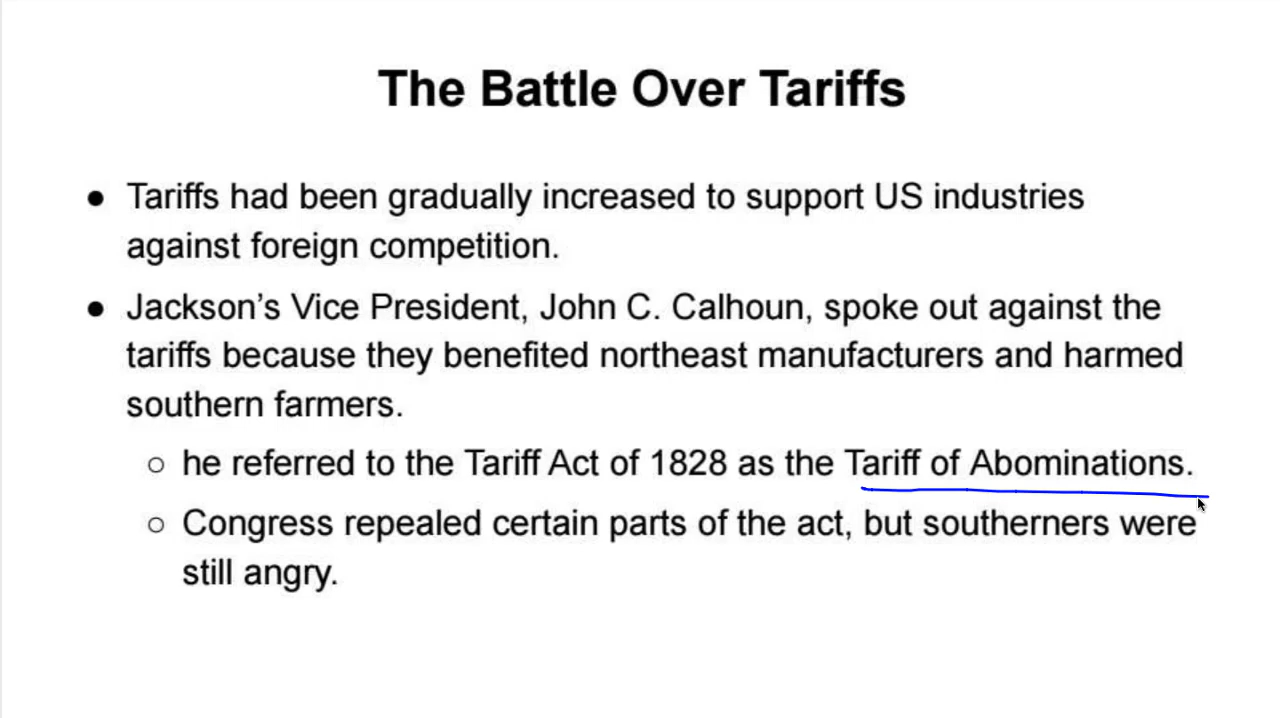 The Battle Over Tariffs
● Tariffs had been gradually increased to support US industries
against foreign competition.
● Jackson’s Vice President, John C. Calhoun, spoke out against the
tariffs because they benefited northeast manufacturers and harmed
southern farmers.
○ he referred to the Tariff Act of 1828 as the Tariff of Abominations.
○ Congress repealed certain parts of the act, but southerners were
still angry.